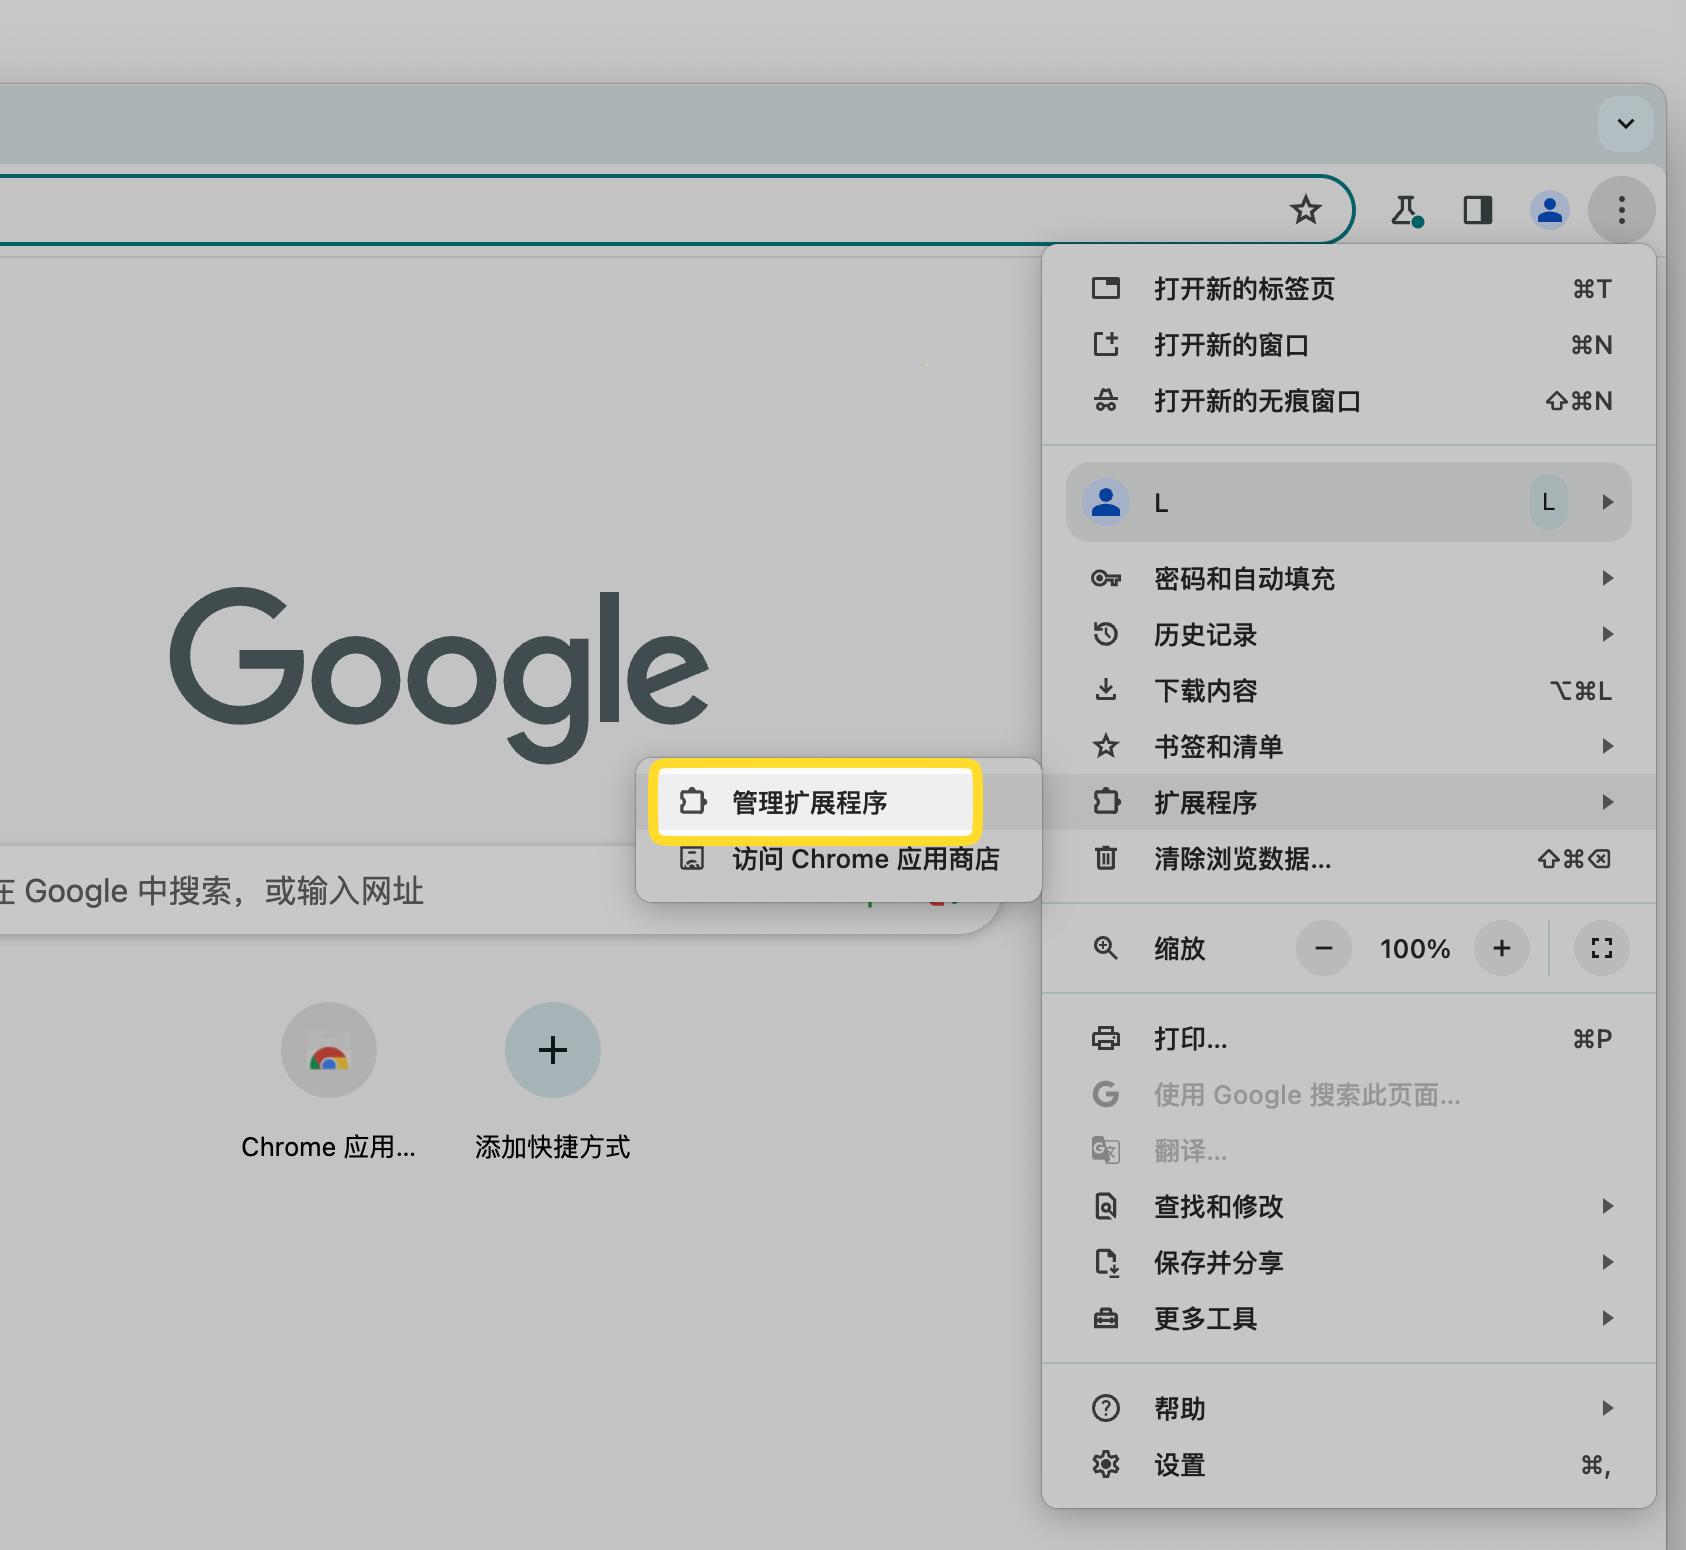 打开新的标签页 ⌘T
打开新的窗口 ⌘N
打开新的无痕窗口 ⇧⌘N
L L
密码和自动填充
历史记录
下载内容 ⌥⌘L
书签和清单
扩展程序
清除浏览数据... ⇧⌘⌫
缩放 − 100% +
打印... ⌘P
使用 Google 搜索此页面...
翻译...
查找和修改
保存并分享
更多工具
帮助
设置 ⌘,
管理扩展程序
访问 Chrome 应用商店
Google
在 Google 中搜索，或输入网址
Chrome 应用...
添加快捷方式